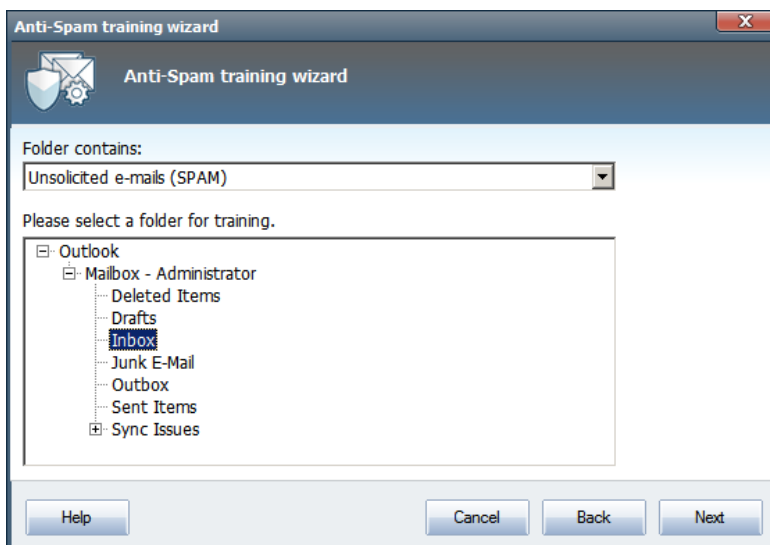 Anti-Spam training wizard
Anti-Spam training wizard
Folder contains:
Unsolicited e-mails (SPAM)
Please select a folder for training.
Outlook
Mailbox - Administrator
Deleted Items
Drafts
Inbox
Junk E-Mail
Outbox
Sent Items
Sync Issues
Help Cancel Back Next